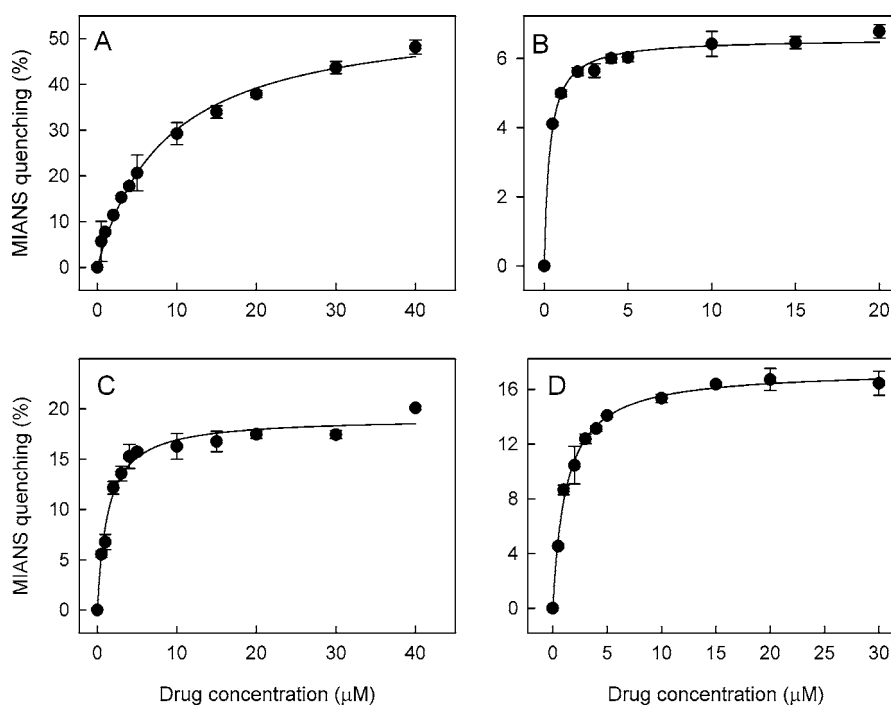 A
MIANS quenching (%)
50
40
30
20
10
0
0 10 20 30 40
B
6
4
2
0
0 5 10 15 20
C
MIANS quenching (%)
20
15
10
5
0
0 10 20 30 40
Drug concentration (μM)
D
16
12
8
4
0
0 5 10 15 20 25 30
Drug concentration (μM)